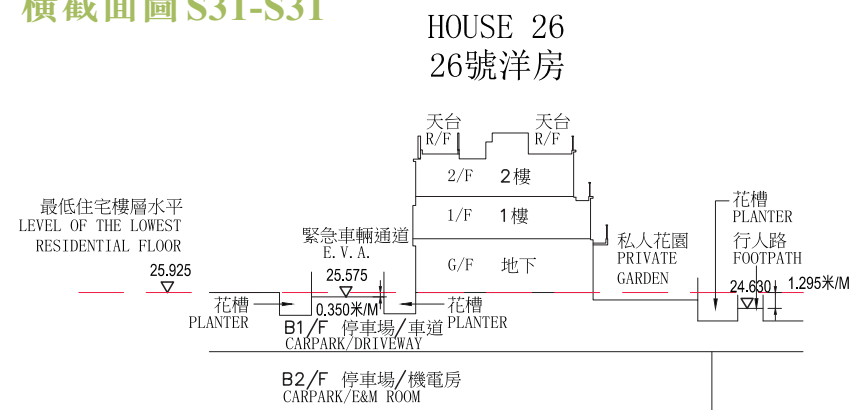 橫截面圖 S31-S31
HOUSE 26
26號洋房
天台
R/F
天台
R/F
2/F 2樓
1/F 1樓
G/F 地下
最低住宅樓層水平
LEVEL OF THE LOWEST
RESIDENTIAL FLOOR
25.925
緊急車輛通道
E.V.A.
25.575
花槽
PLANTER
0.350米/M
花槽
PLANTER
私人花園
PRIVATE
GARDEN
花槽
PLANTER
行人路
FOOTPATH
24.630
1.295米/M
B1/F 停車場/車道
CARPARK/DRIVEWAY
B2/F 停車場/機電房
CARPARK/E&M ROOM